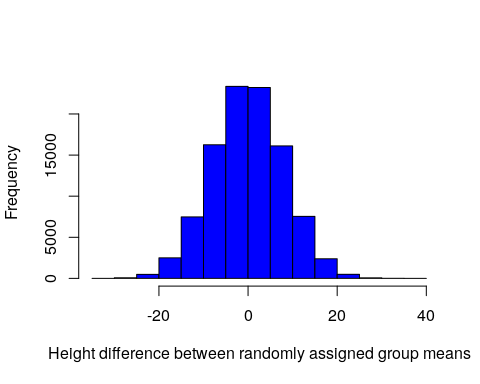 Frequency
15000
5000
0
-20 0 20 40
Height difference between randomly assigned group means